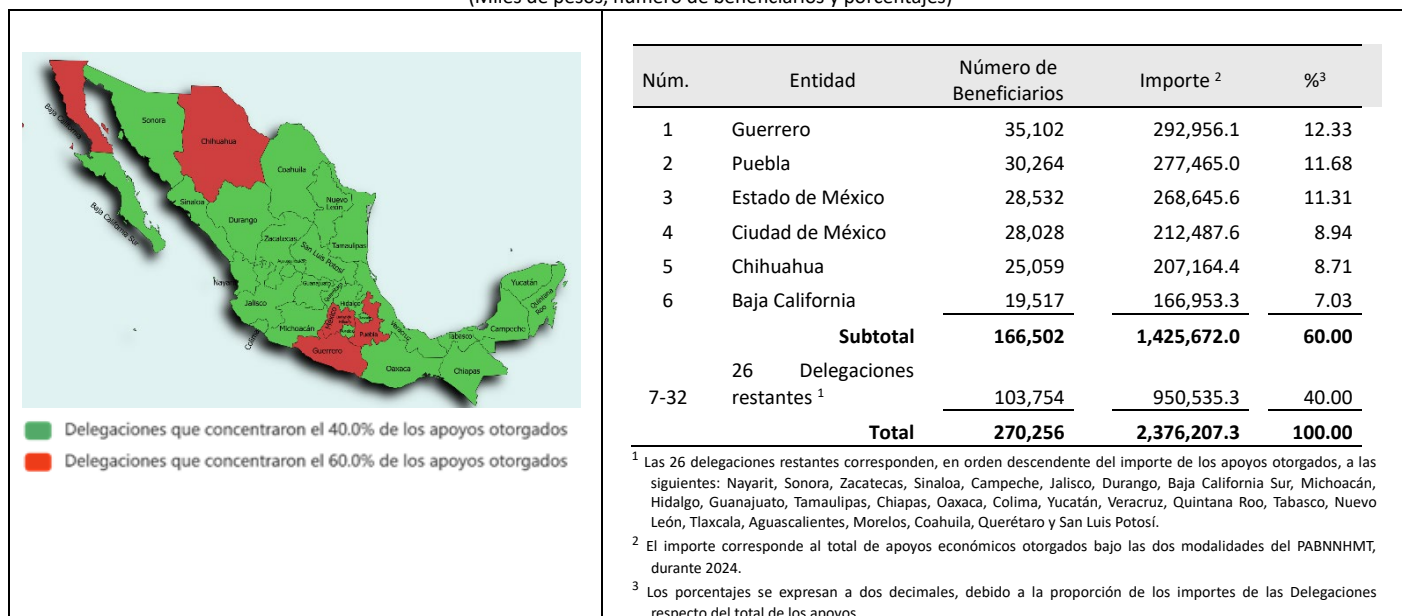 (Miles de pesos, número de beneficiarios y porcentajes)
Baja California
Sonora
Chihuahua
Coahuila
Baja California Sur
Sinaloa
Durango
Nuevo
León
Zacatecas
San Luis Potosí
Tamaulipas
Nayarit
Guanajuato
Querétaro
Hidalgo
Jalisco
Colima
Michoacán
México
Puebla
Veracruz
Guerrero
Oaxaca
Tabasco
Chiapas
Campeche
Yucatán
Quintana
Roo
Delegaciones que concentraron el 40.0% de los apoyos otorgados
Delegaciones que concentraron el 60.0% de los apoyos otorgados
Núm. Entidad Número de Beneficiarios Importe 2 %3
1 Guerrero 35,102 292,956.1 12.33
2 Puebla 30,264 277,465.0 11.68
3 Estado de México 28,532 268,645.6 11.31
4 Ciudad de México 28,028 212,487.6 8.94
5 Chihuahua 25,059 207,164.4 8.71
6 Baja California 19,517 166,953.3 7.03
Subtotal 166,502 1,425,672.0 60.00
7-32 26 Delegaciones restantes 1 103,754 950,535.3 40.00
Total 270,256 2,376,207.3 100.00
1 Las 26 delegaciones restantes corresponden, en orden descendente del importe de los apoyos otorgados, a las
siguientes: Nayarit, Sonora, Zacatecas, Sinaloa, Campeche, Jalisco, Durango, Baja California Sur, Michoacán,
Hidalgo, Guanajuato, Tamaulipas, Chiapas, Oaxaca, Colima, Yucatán, Veracruz, Quintana Roo, Tabasco, Nuevo
León, Tlaxcala, Aguascalientes, Morelos, Coahuila, Querétaro y San Luis Potosí.
2 El importe corresponde al total de apoyos económicos otorgados bajo las dos modalidades del PABNNHMT,
durante 2024.
3 Los porcentajes se expresan a dos decimales, debido a la proporción de los importes de las Delegaciones
respecto del total de los apoyos.